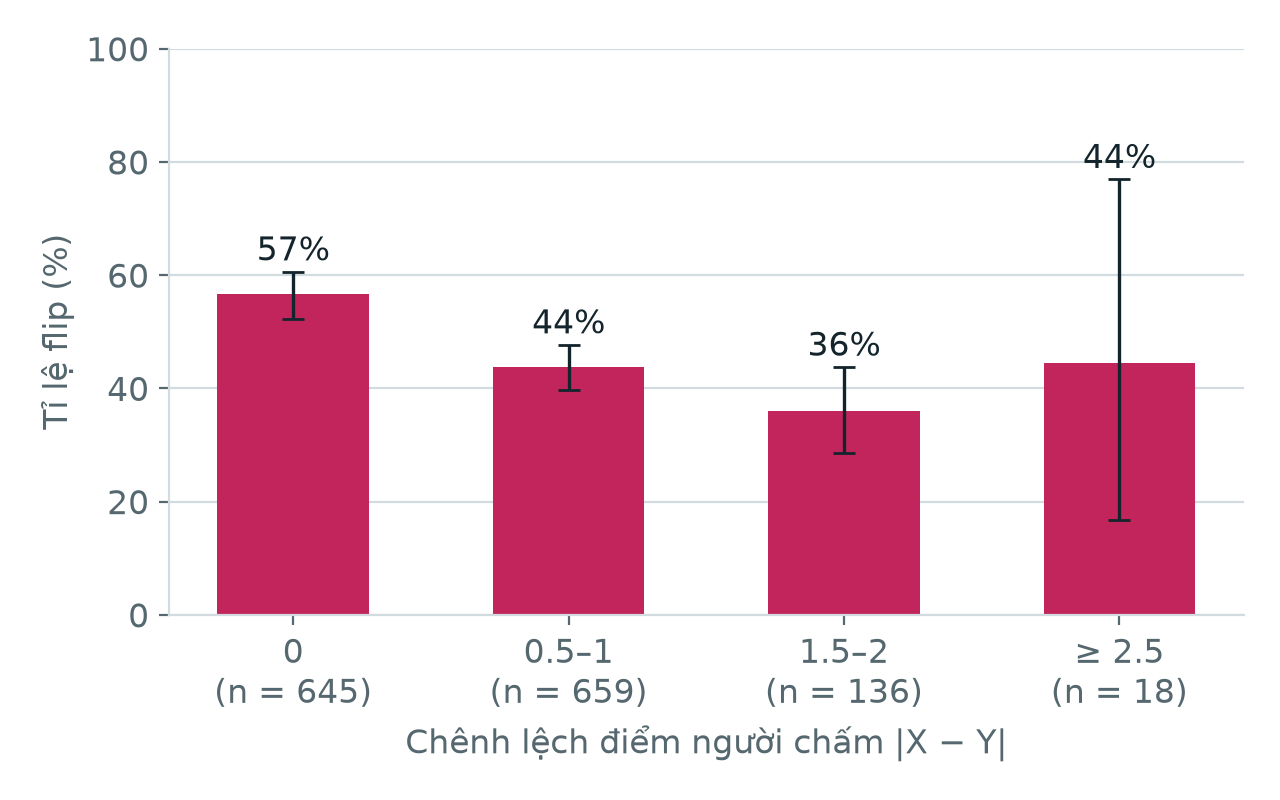 100
80
60
40
20
0
Tỉ lệ flip (%)
57%
44%
36%
44%
0
(n = 645)
0.5–1
(n = 659)
1.5–2
(n = 136)
≥ 2.5
(n = 18)
Chênh lệch điểm người chấm |X − Y|